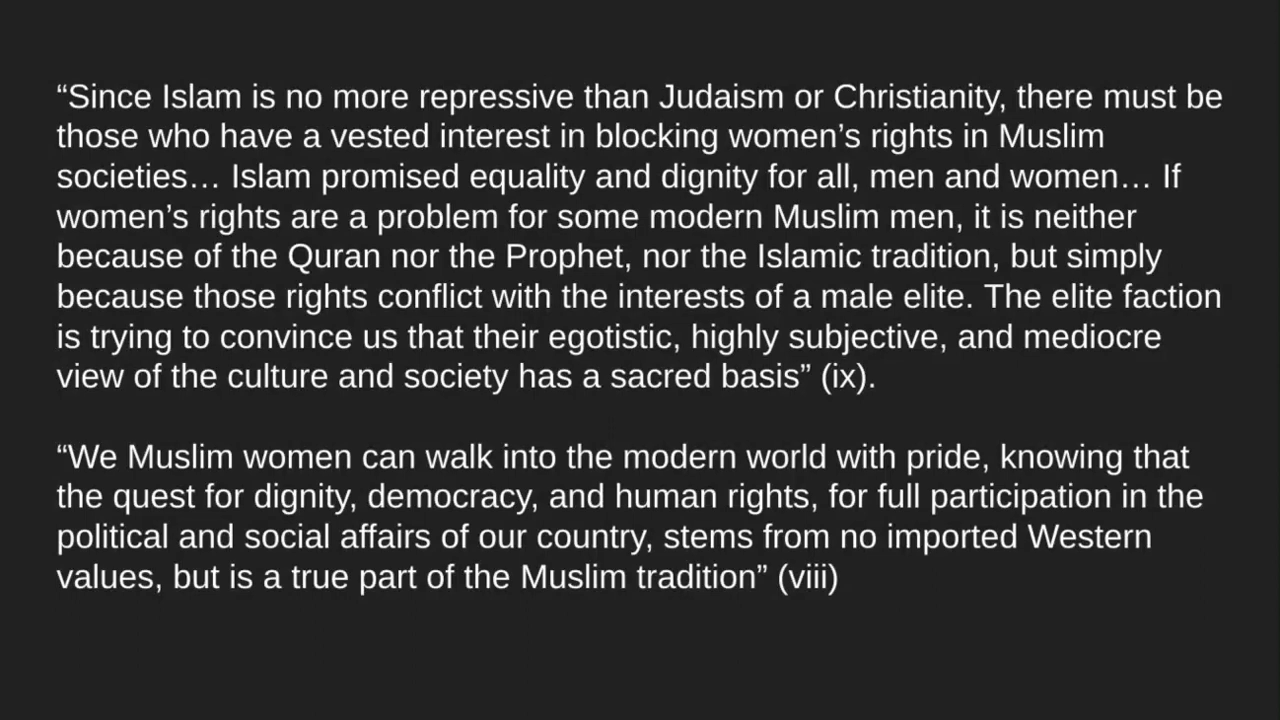 “Since Islam is no more repressive than Judaism or Christianity, there must be
those who have a vested interest in blocking women’s rights in Muslim
societies… Islam promised equality and dignity for all, men and women… If
women’s rights are a problem for some modern Muslim men, it is neither
because of the Quran nor the Prophet, nor the Islamic tradition, but simply
because those rights conflict with the interests of a male elite. The elite faction
is trying to convince us that their egotistic, highly subjective, and mediocre
view of the culture and society has a sacred basis” (ix).
“We Muslim women can walk into the modern world with pride, knowing that
the quest for dignity, democracy, and human rights, for full participation in the
political and social affairs of our country, stems from no imported Western
values, but is a true part of the Muslim tradition” (viii)